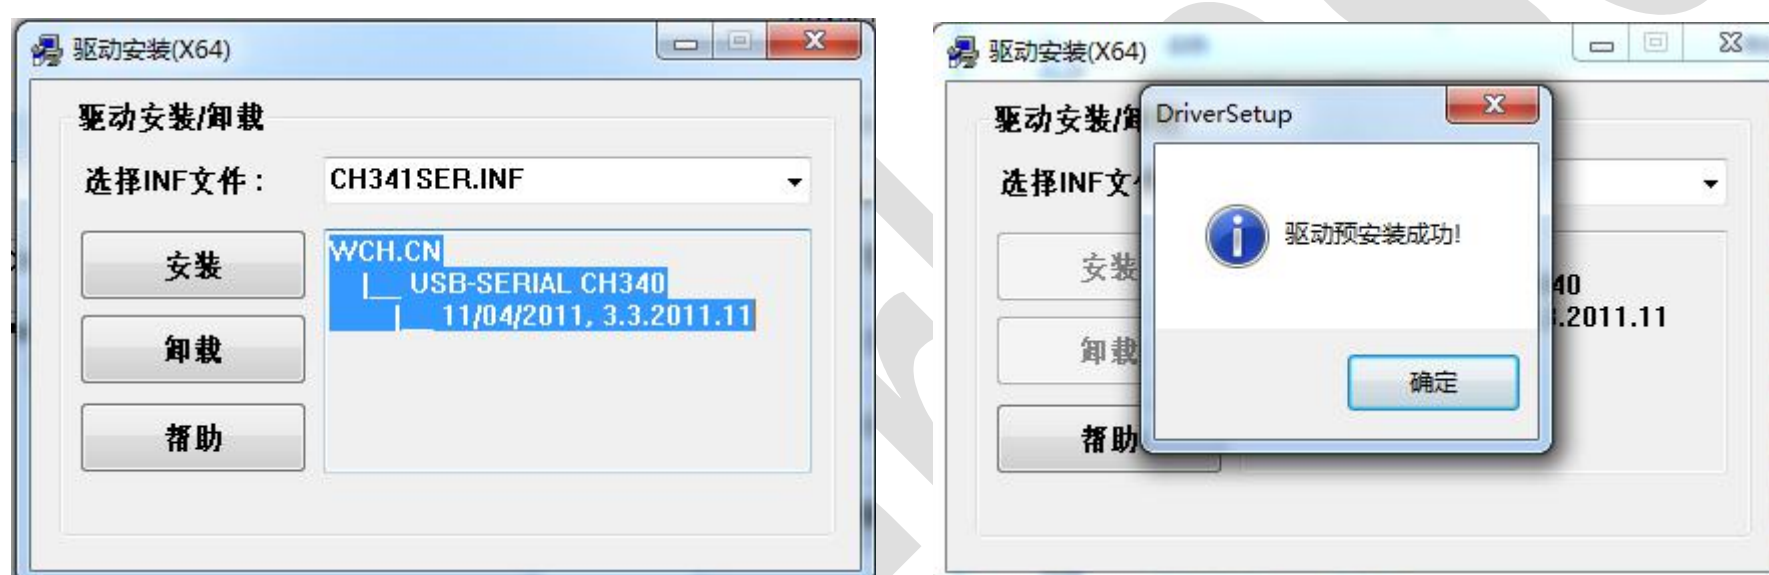 驱动安装(X64)
驱动安装/卸载
选择INF文件：
CH341SER.INF
安装
卸载
帮助
WCH.CN
|__ USB-SERIAL CH340
|__ 11/04/2011, 3.3.2011.11
驱动安装(X64)
驱动安装/卸
选择INF文
安装
卸载
帮助
40
.2011.11
DriverSetup
驱动预安装成功!
确定